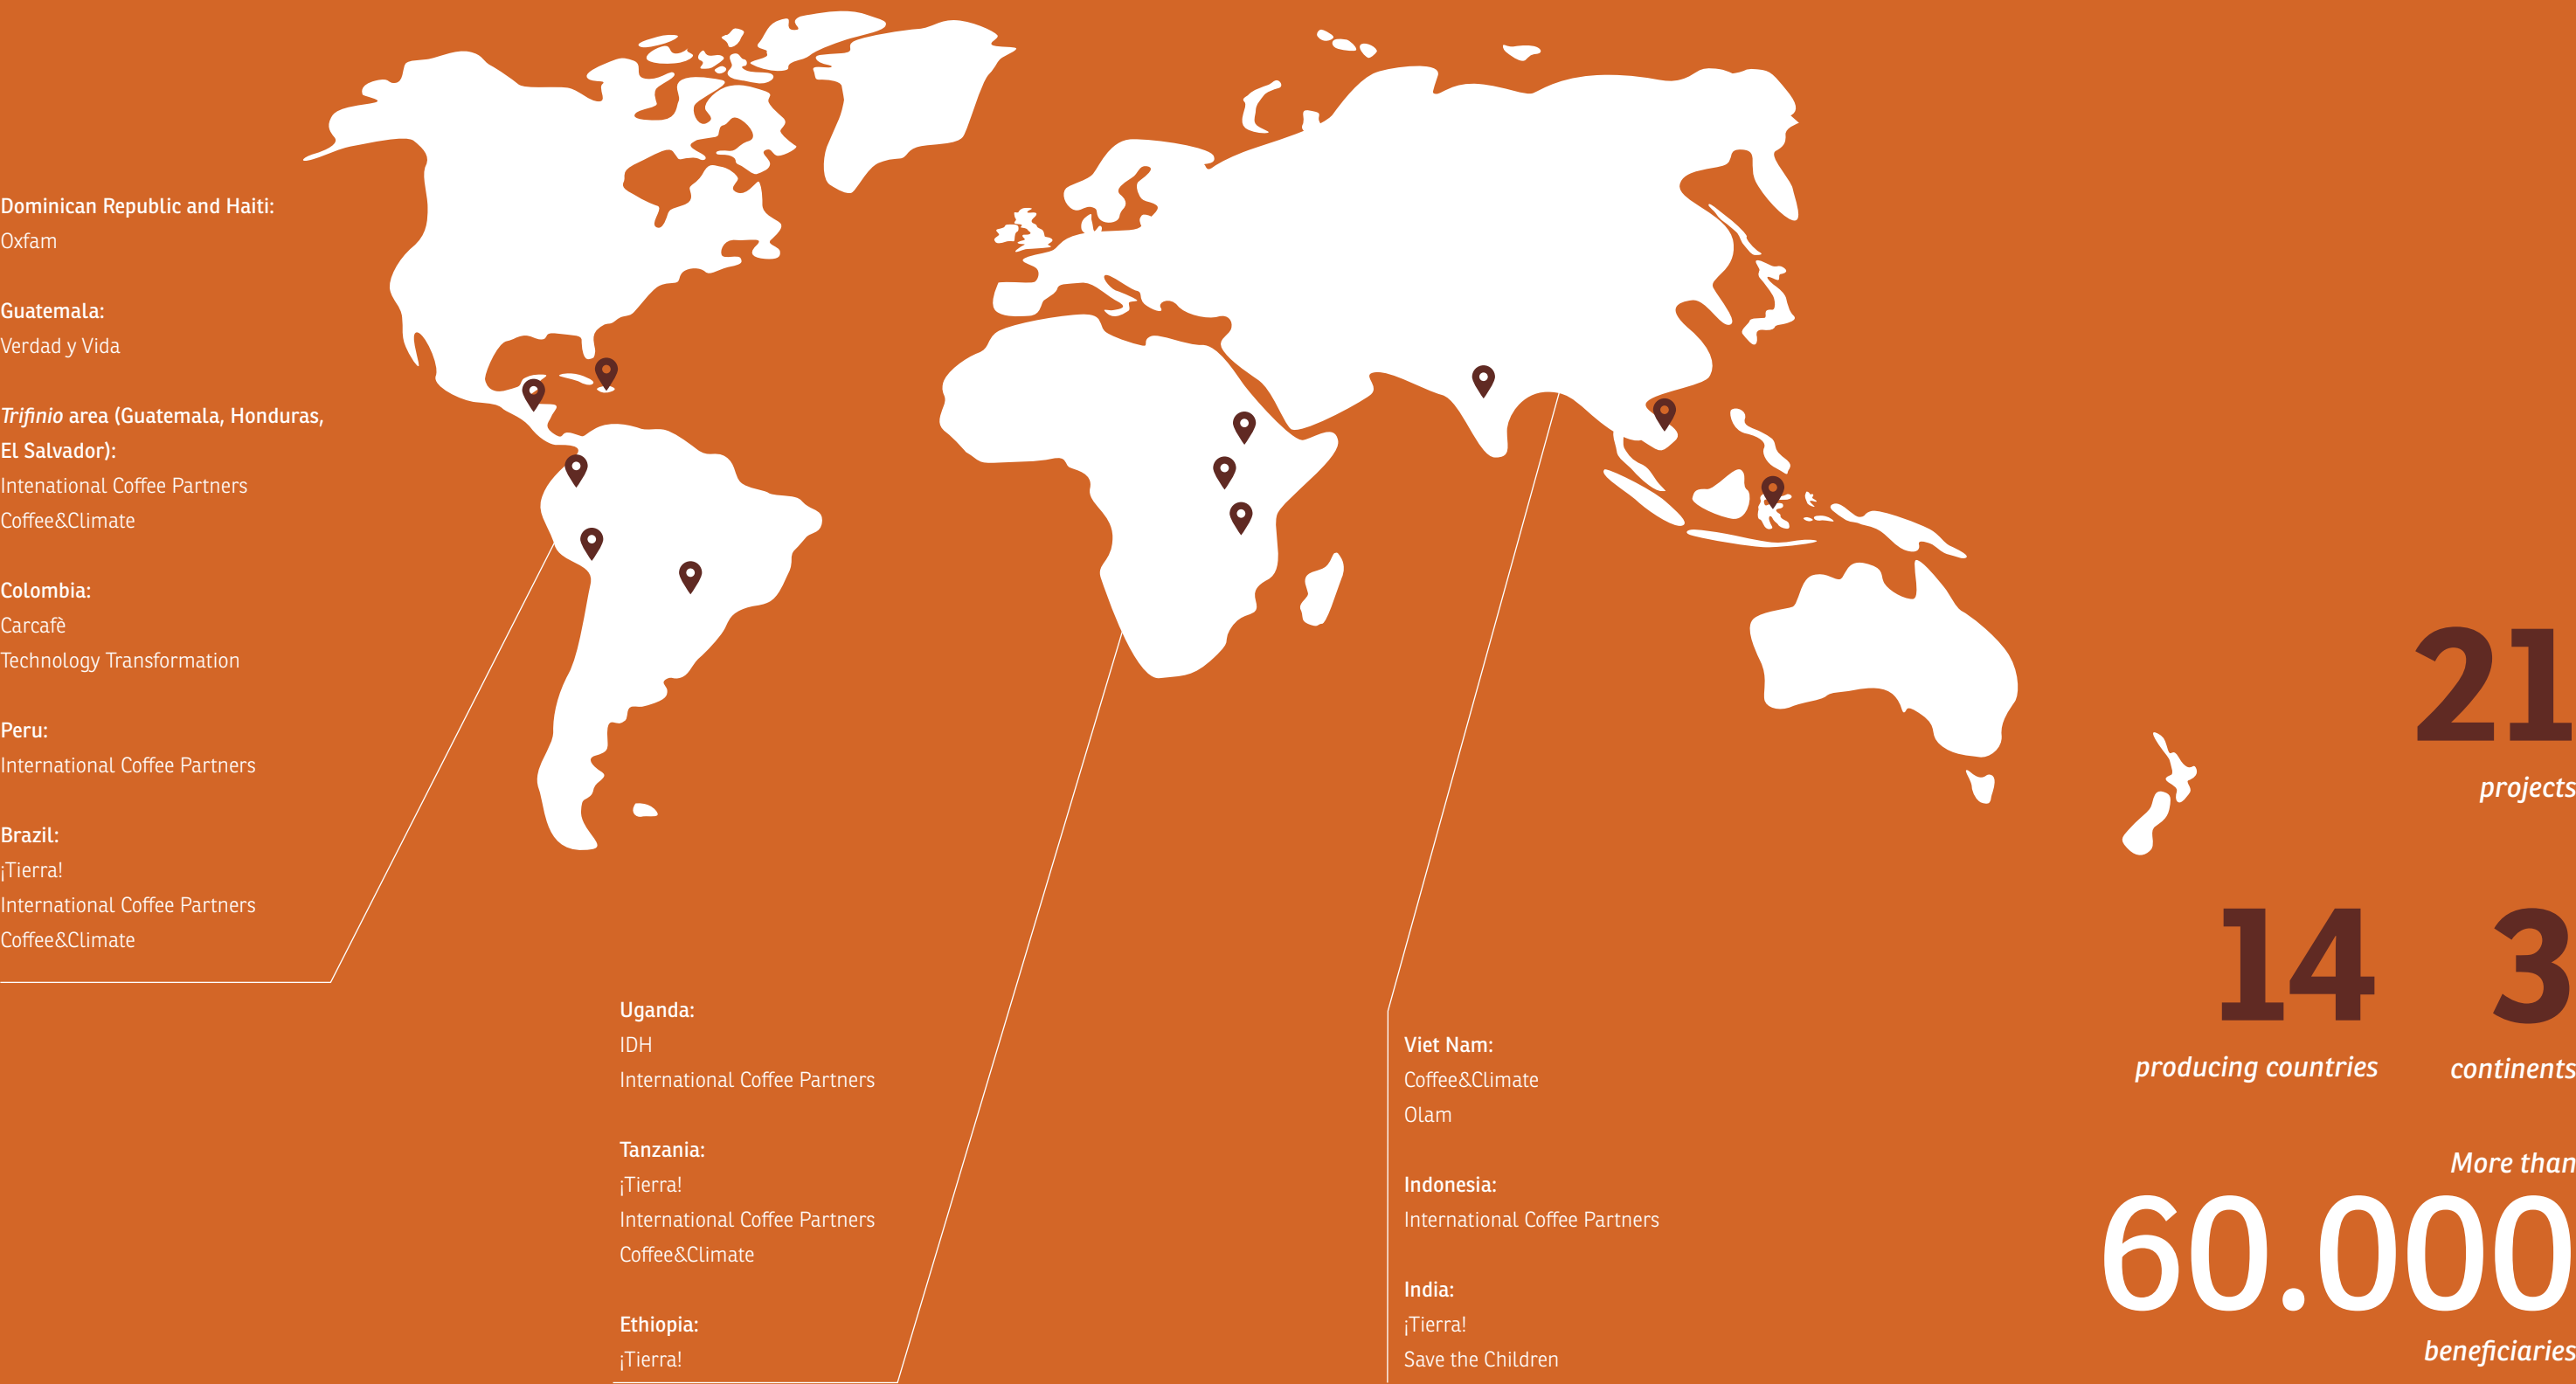 Dominican Republic and Haiti:
Oxfam
Guatemala:
Verdad y Vida
Trifinio area (Guatemala, Honduras,
El Salvador):
Intenational Coffee Partners
Coffee&Climate
Colombia:
Carcafè
Technology Transformation
Peru:
International Coffee Partners
Brazil:
¡Tierra!
International Coffee Partners
Coffee&Climate
Uganda:
IDH
International Coffee Partners
Tanzania:
¡Tierra!
International Coffee Partners
Coffee&Climate
Ethiopia:
¡Tierra!
Viet Nam:
Coffee&Climate
Olam
Indonesia:
International Coffee Partners
India:
¡Tierra!
Save the Children
21
projects
14
producing countries
3
continents
More than
60.000
beneficiaries